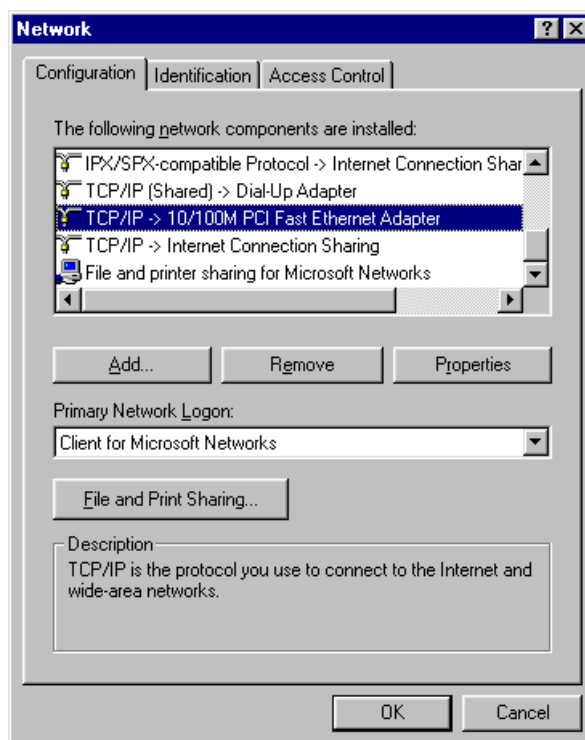 Network
Configuration Identification Access Control
The following network components are installed:
IPX/SPX-compatible Protocol -> Internet Connection Shar
TCP/IP (Shared) -> Dial-Up Adapter
TCP/IP -> 10/100M PCI Fast Ethernet Adapter
TCP/IP -> Internet Connection Sharing
File and printer sharing for Microsoft Networks
Add... Remove Properties
Primary Network Logon:
Client for Microsoft Networks
File and Print Sharing...
Description
TCP/IP is the protocol you use to connect to the Internet and
wide-area networks.
OK Cancel